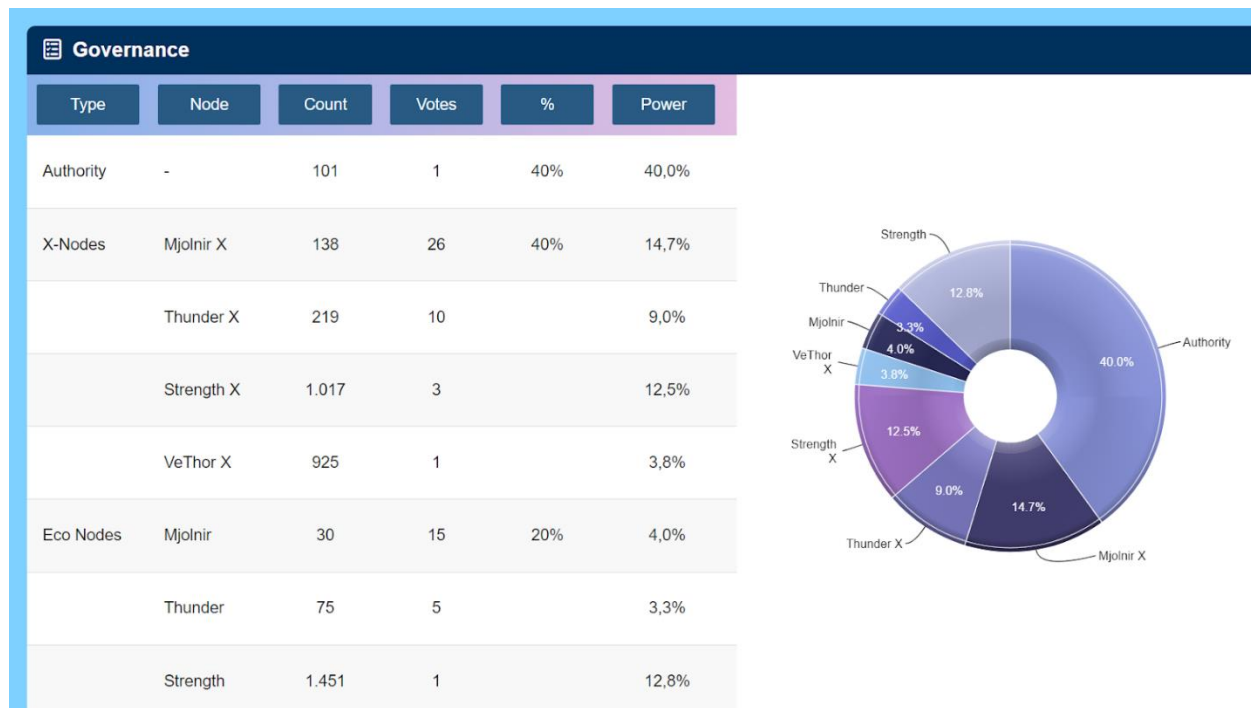 Governance
Type Node Count Votes % Power
Authority - 101 1 40% 40,0%
X-Nodes Mjolnir X 138 26 40% 14,7%
Thunder X 219 10 9,0%
Strength X 1.017 3 12,5%
VeThor X 925 1 3,8%
Eco Nodes Mjolnir 30 15 20% 4,0%
Thunder 75 5 3,3%
Strength 1.451 1 12,8%
Strength
12.8%
Thunder
3.3%
Mjolnir
4.0%
VeThor
X
3.8%
Authority
40.0%
Strength
X
12.5%
Thunder X
9.0%
Mjolnir X
14.7%